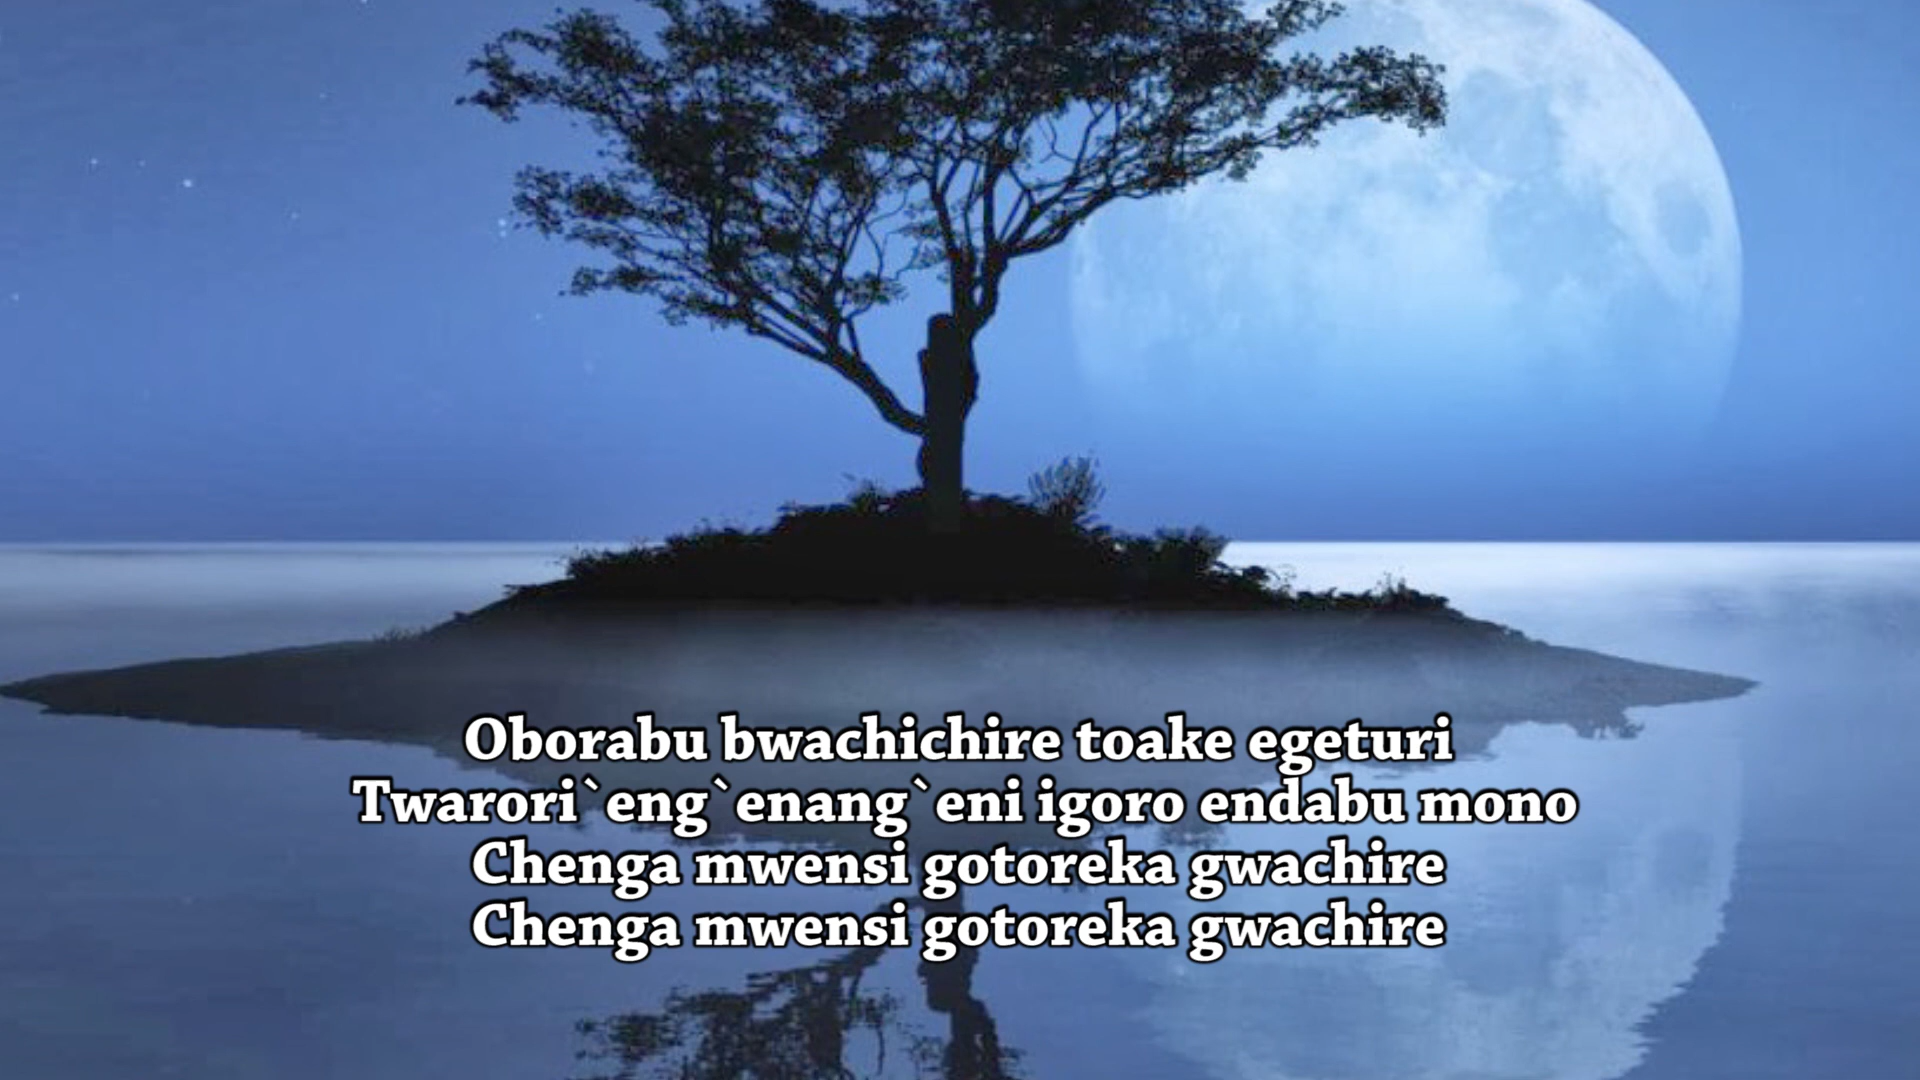 Oborabu bwachichire toake egeturi
Twarori`eng`enang`eni igoro endabu mono
Chenga mwensi gotoreka gwachire
Chenga mwensi gotoreka gwachire